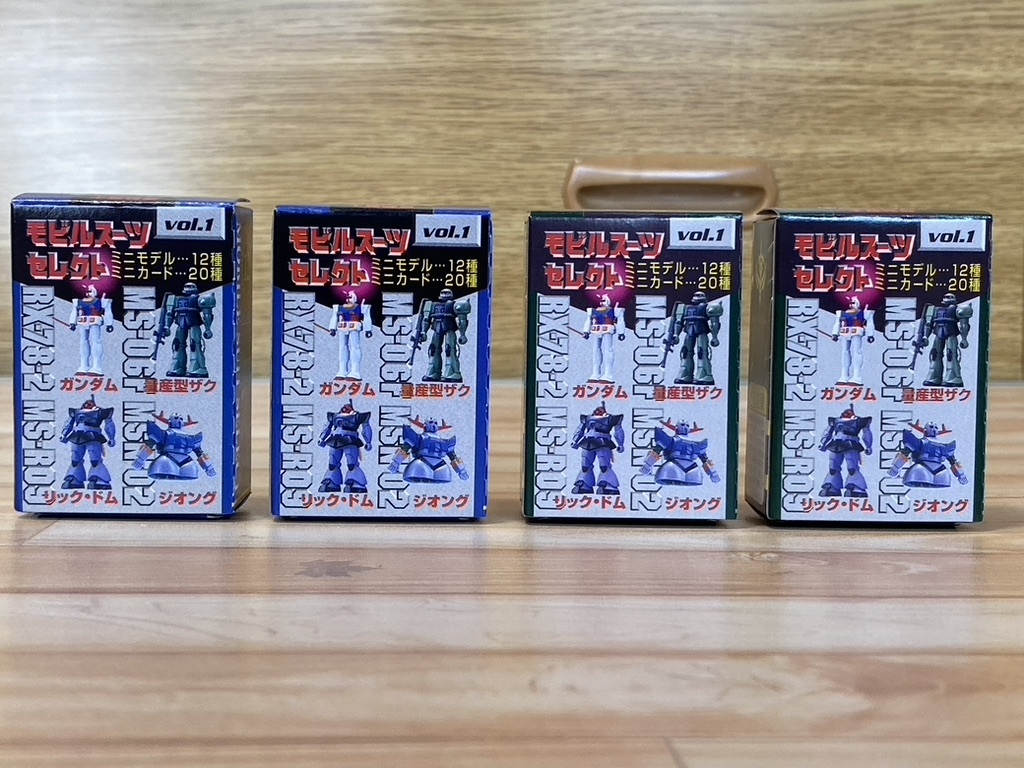 モビルスーツ
セレクト
vol.1
ミニモデル…12種
ミニカード…20種
RX-78-2
MS-06F
ガンダム
量産型ザク
MS-R09
MSN-02
リック・ドム
ジオング
モビルスーツ
セレクト
vol.1
ミニモデル…12種
ミニカード…20種
RX-78-2
MS-06F
ガンダム
量産型ザク
MS-R09
MSN-02
リック・ドム
ジオング
モビルスーツ
セレクト
vol.1
ミニモデル…12種
ミニカード…20種
RX-78-2
MS-06F
ガンダム
量産型ザク
MS-R09
MSN-02
リック・ドム
ジオング
モビルスーツ
セレクト
vol.1
ミニモデル…12種
ミニカード…20種
RX-78-2
MS-06F
ガンダム
量産型ザク
MS-R09
MSN-02
リック・ドム
ジオング